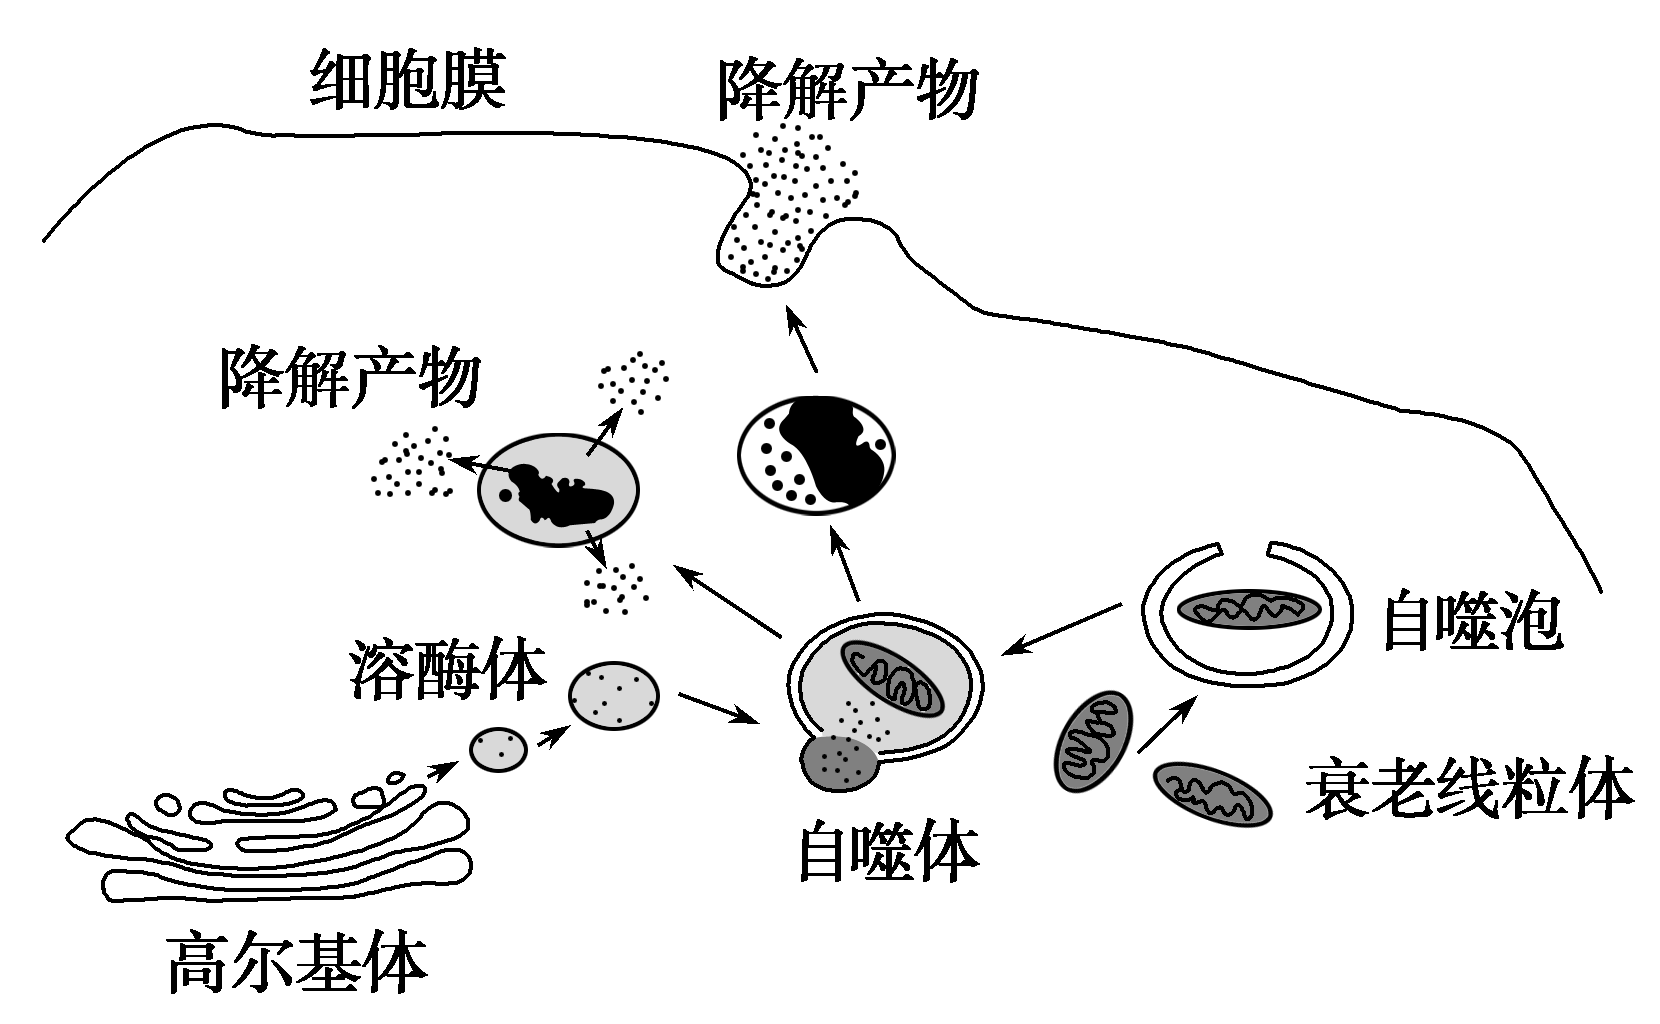 细胞膜
降解产物
降解产物
自噬泡
溶酶体
衰老线粒体
自噬体
高尔基体